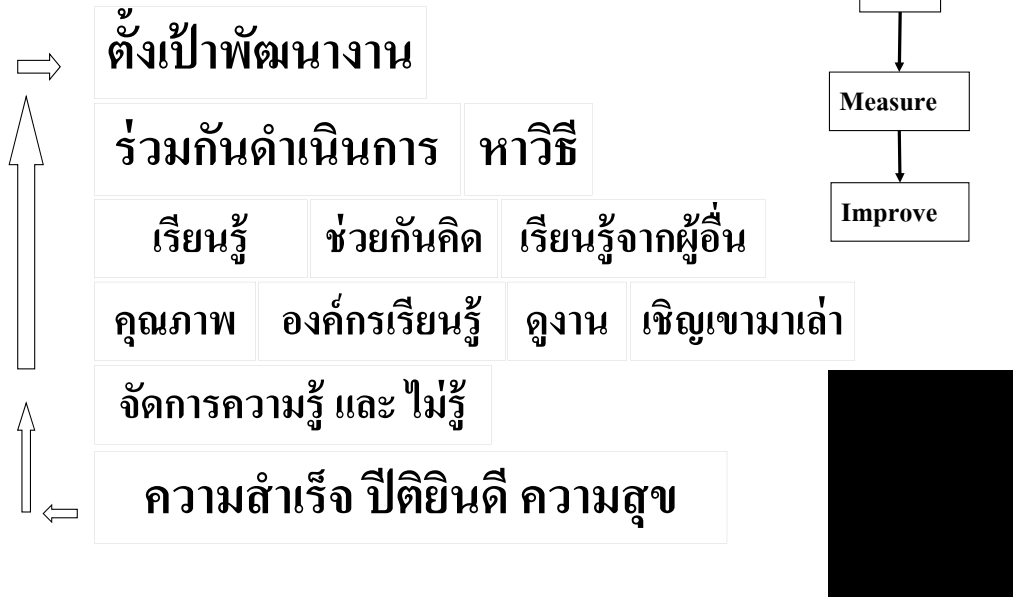 ตั้งเป้าพัฒนางาน
ร่วมกันดำเนินการ หาวิธี
เรียนรู้ ช่วยกันคิด เรียนรู้จากผู้อื่น
คุณภาพ องค์กรเรียนรู้ ดูงาน เชิญเขามาเล่า
จัดการความรู้ และ ไม่รู้
ความสำเร็จ ปีติยินดี ความสุข
Measure
Improve